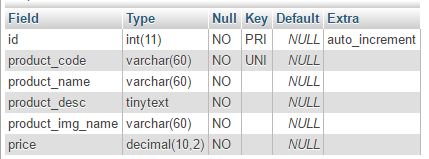 Field Type Null Key Default Extra
id int(11) NO PRI NULL auto_increment
product_code varchar(60) NO UNI NULL
product_name varchar(60) NO NULL
product_desc tinytext NO NULL
product_img_name varchar(60) NO NULL
price decimal(10,2) NO NULL